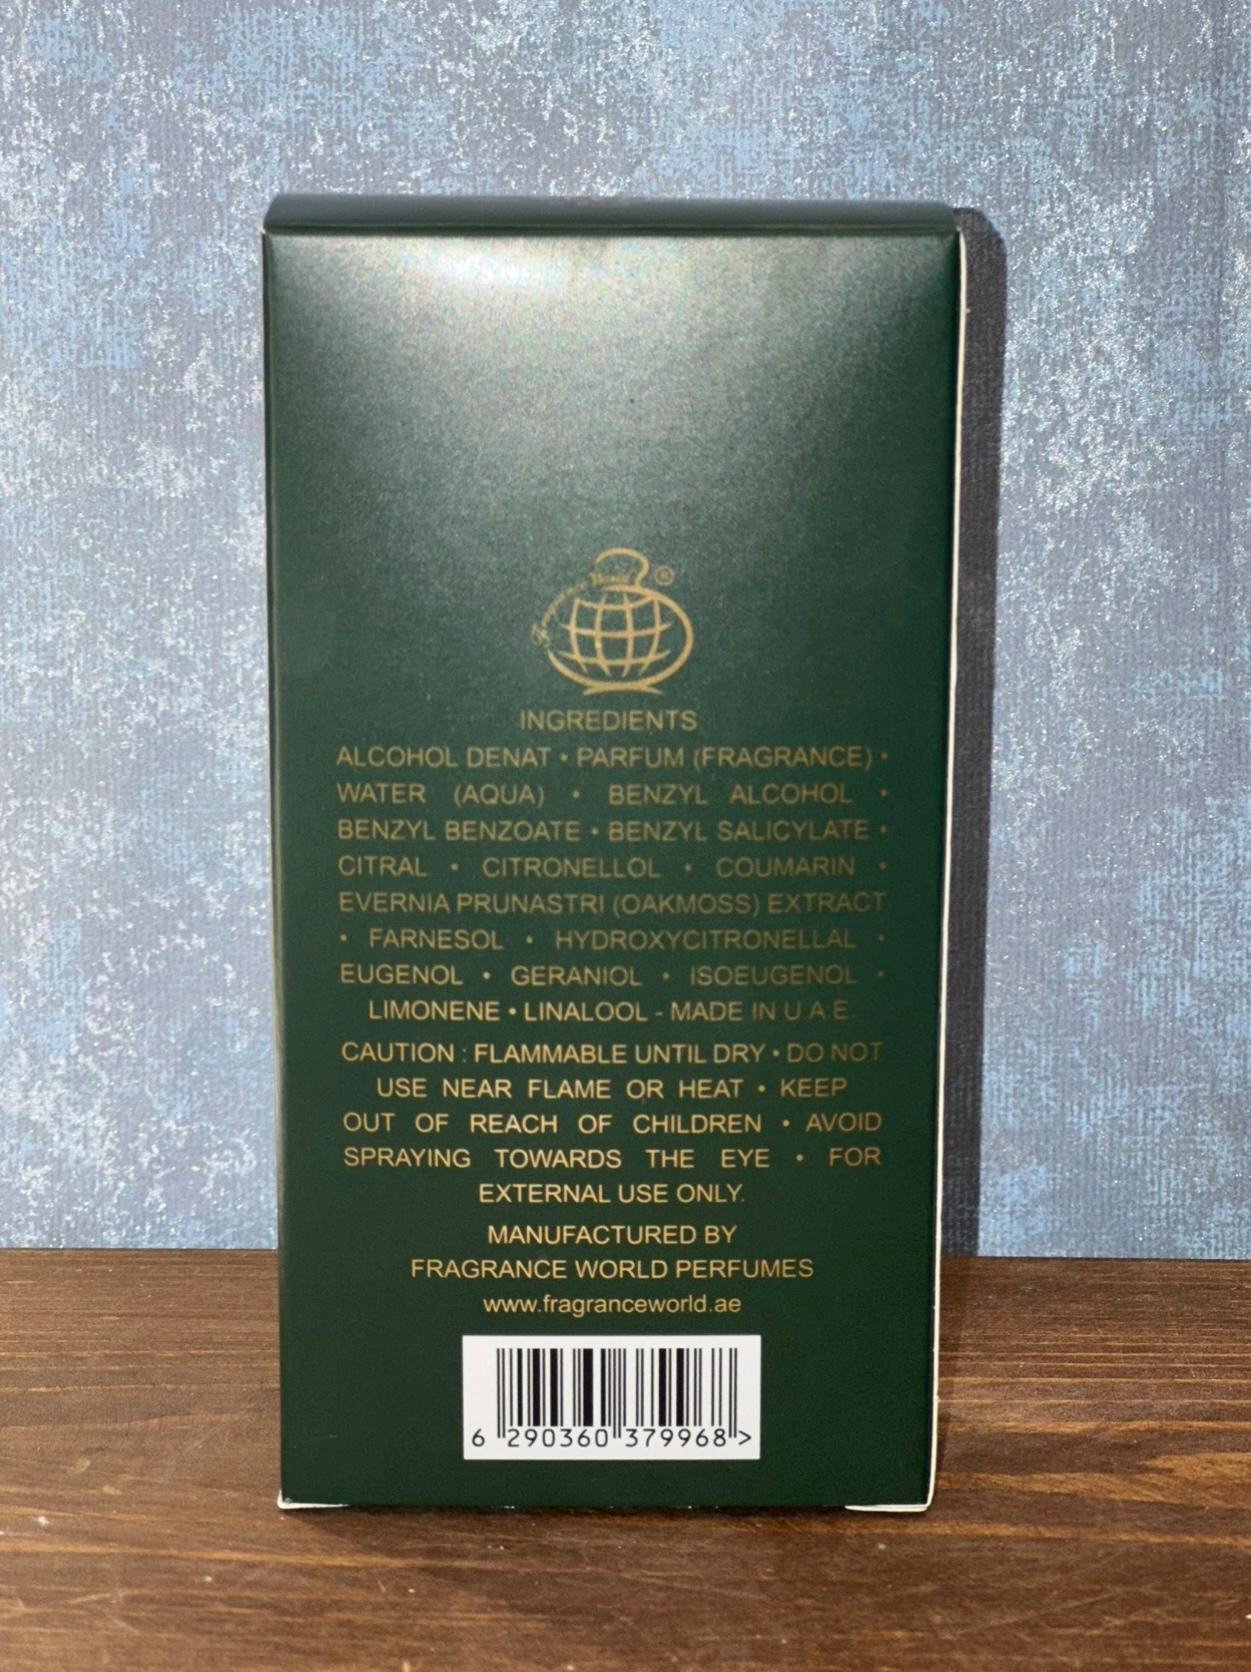 Fragrance World ®
INGREDIENTS
ALCOHOL DENAT • PARFUM (FRAGRANCE) •
WATER (AQUA) • BENZYL ALCOHOL •
BENZYL BENZOATE • BENZYL SALICYLATE •
CITRAL • CITRONELLOL • COUMARIN •
EVERNIA PRUNASTRI (OAKMOSS) EXTRACT
• FARNESOL • HYDROXYCITRONELLAL •
EUGENOL • GERANIOL • ISOEUGENOL •
LIMONENE • LINALOOL - MADE IN U.A.E.
CAUTION : FLAMMABLE UNTIL DRY • DO NOT
USE NEAR FLAME OR HEAT • KEEP
OUT OF REACH OF CHILDREN • AVOID
SPRAYING TOWARDS THE EYE • FOR
EXTERNAL USE ONLY.
MANUFACTURED BY
FRAGRANCE WORLD PERFUMES
www.fragranceworld.ae
6 290360 379968 >